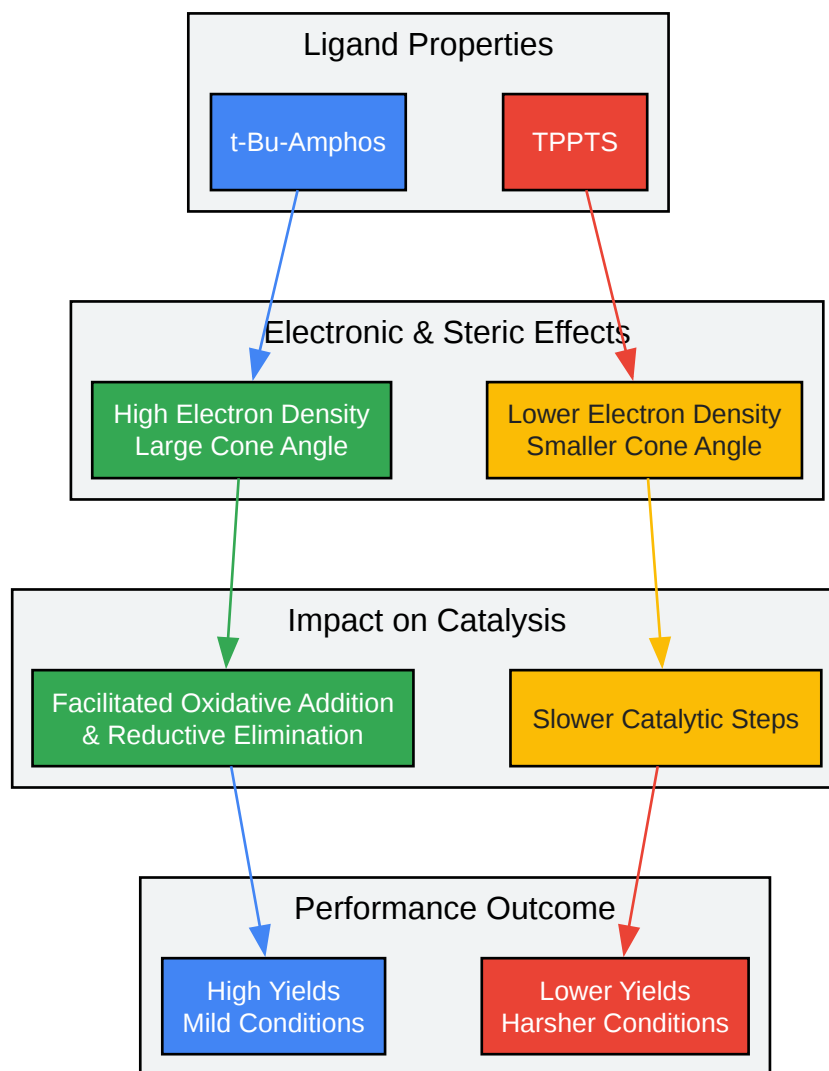 Ligand Properties
t-Bu-Amphos
TPPTS
Electronic & Steric Effects
High Electron Density
Large Cone Angle
Lower Electron Density
Smaller Cone Angle
Impact on Catalysis
Facilitated Oxidative Addition
& Reductive Elimination
Slower Catalytic Steps
Performance Outcome
High Yields
Mild Conditions
Lower Yields
Harsher Conditions